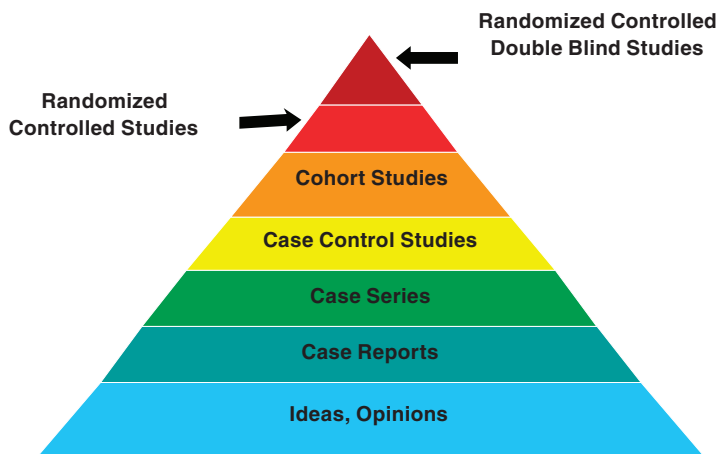 Randomized Controlled
Double Blind Studies
Randomized
Controlled Studies
Cohort Studies
Case Control Studies
Case Series
Case Reports
Ideas, Opinions